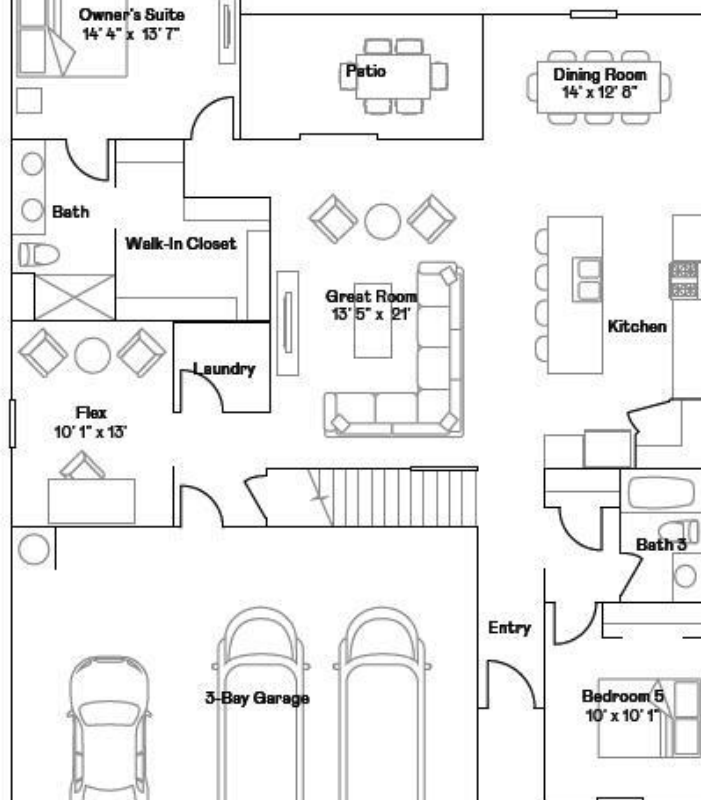 Owner's Suite
14' 4" x 13' 7"
Patio
Dining Room
14' x 12' 8"
Bath
Walk-In Closet
Great Room
13' 5" x 21'
Kitchen
Laundry
Flex
10' 1" x 13'
Bath 3
Entry
3-Bay Garage
Bedroom 5
10' x 10' 1"